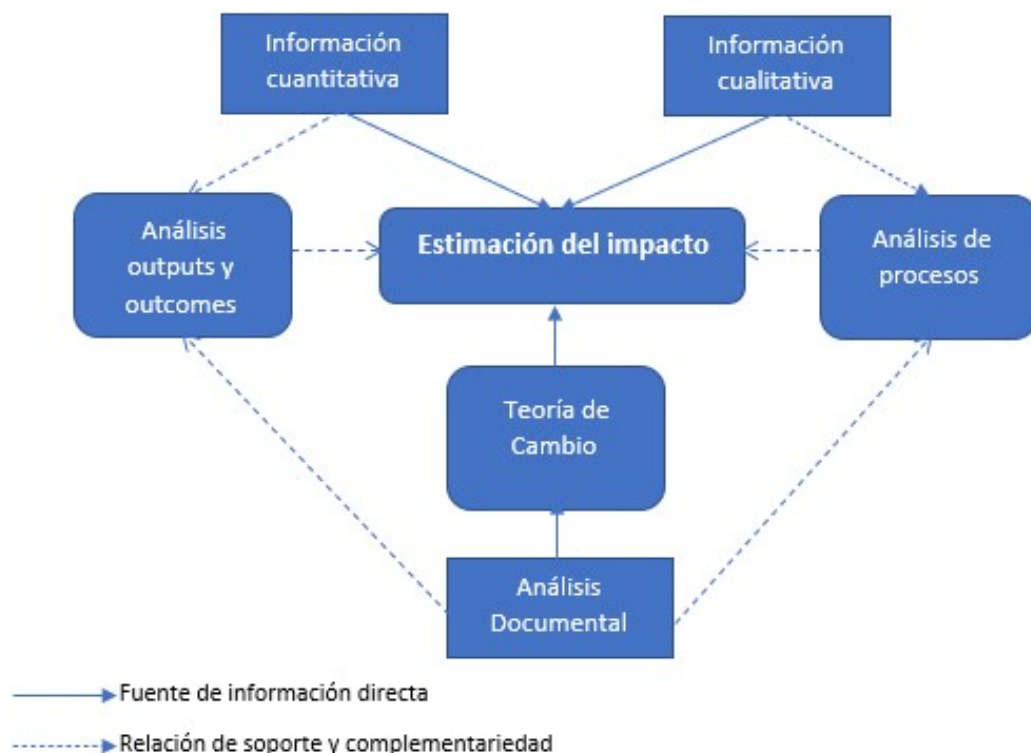 Información
cuantitativa
Información
cualitativa
Análisis
outputs y
outcomes
Estimación del impacto
Análisis de
procesos
Teoría de
Cambio
Análisis
Documental
Fuente de información directa
Relación de soporte y complementariedad